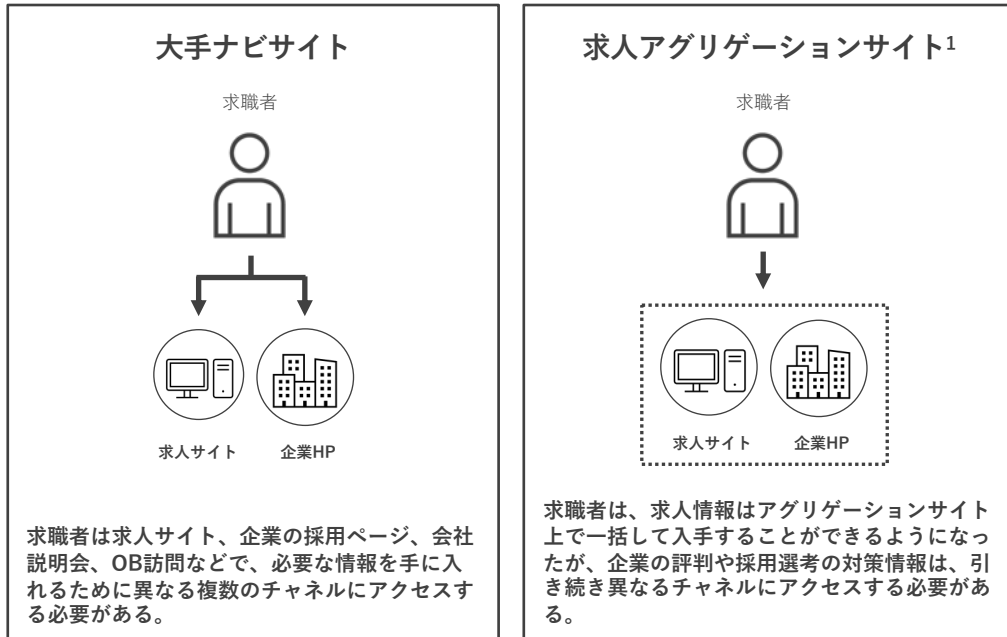 大手ナビサイト
求職者
求人サイト
企業HP
求職者は求人サイト、企業の採用ページ、会社
説明会、OB訪問などで、必要な情報を手に入
れるために異なる複数のチャネルにアクセスす
る必要がある。
求人アグリゲーションサイト1
求職者
求人サイト
企業HP
求職者は、求人情報はアグリゲーションサイト
上で一括して入手することができるようになっ
たが、企業の評判や採用選考の対策情報は、引
き続き異なるチャネルにアクセスする必要があ
る。